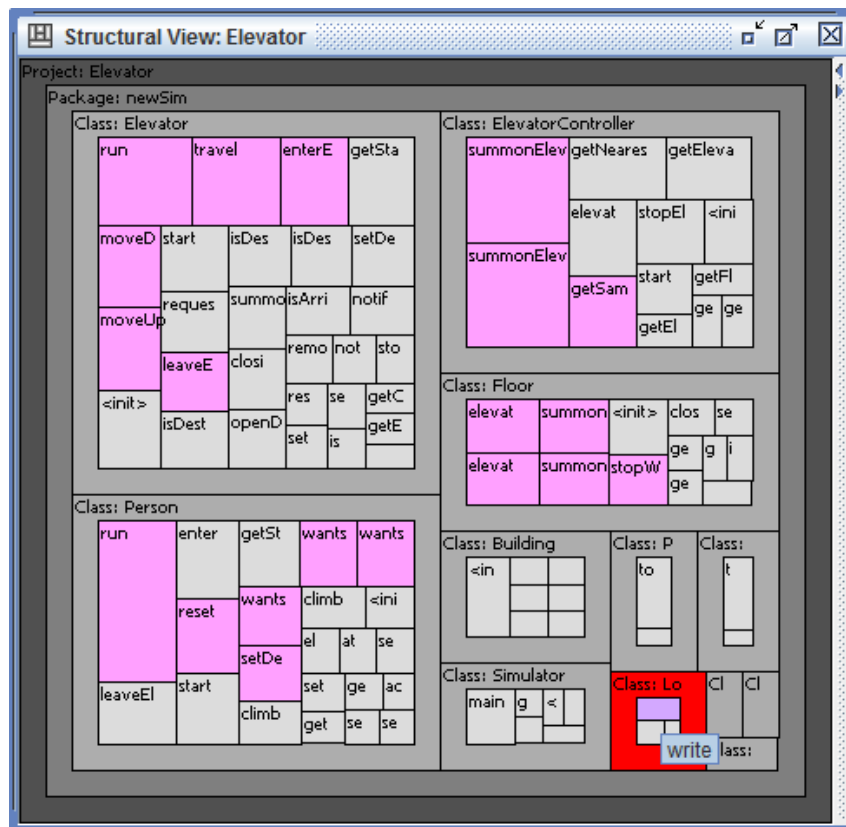 Structural View: Elevator
Project: Elevator
Package: newSim
Class: Elevator
run travel enterE getSta
moveD start isDes isDes setDe
moveUp reques summo isArri notif
leaveE closi remo not sto
<init> isDest openD res se getC
set is getE
Class: ElevatorController
summonElev getNeares getEleva
elevat stopEl <ini
summonElev getSam start getFl
getEl ge ge
Class: Floor
elevat summon <init> clos se
elevat summon stopW ge g i
ge
Class: Person
run enter getSt wants wants
reset wants climb <ini
setDe el at se
leaveEl start climb set ge ac
get se se
Class: Building
<in
Class: P
to
Class:
t
Class: Simulator
main g <
Class: Lo
write
Cl Cl
lass: